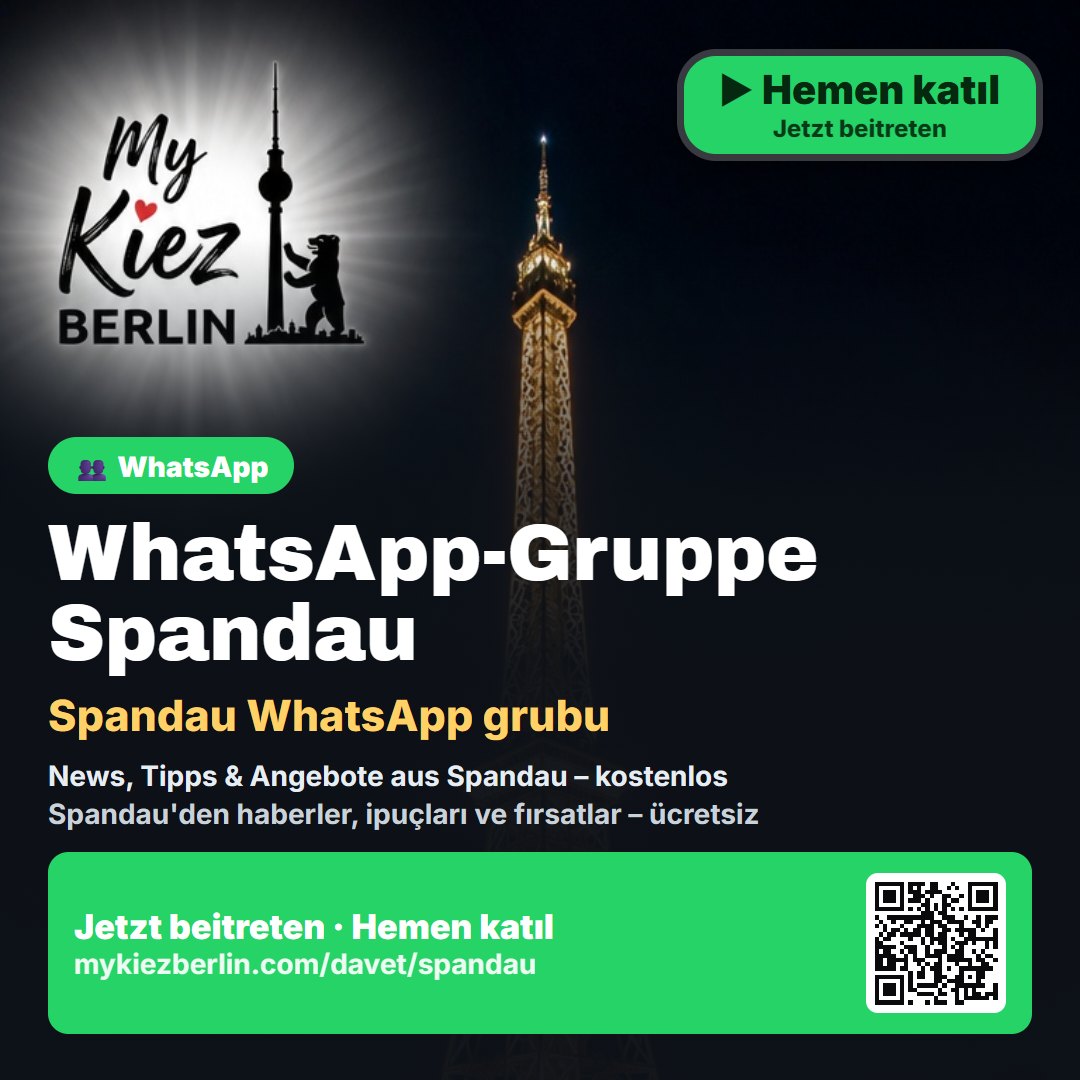 My
Kiez
BERLIN
▶ Hemen katıl
Jetzt beitreten
WhatsApp
WhatsApp-Gruppe
Spandau
Spandau WhatsApp grubu
News, Tipps & Angebote aus Spandau – kostenlos
Spandau'den haberler, ipuçları ve fırsatlar – ücretsiz
Jetzt beitreten · Hemen katıl
mykiezberlin.com/davet/spandau